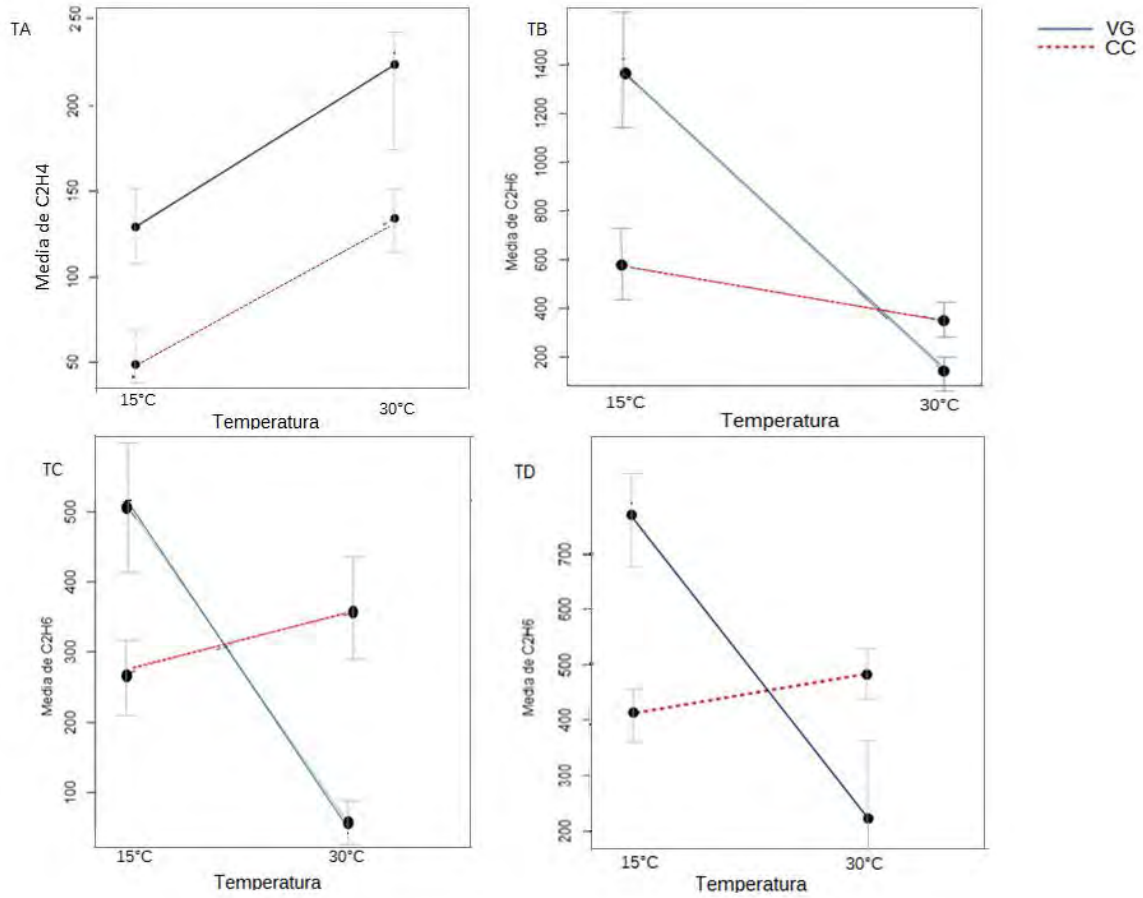 TA
250
200
150
100
50
Media de C2H4
15°C
30°C
Temperatura
TB
1400
1200
1000
800
600
400
200
Media de C2H6
15°C
30°C
Temperatura
VG
CC
TC
500
400
300
200
100
Media de C2H6
15°C
30°C
Temperatura
TD
700
600
500
400
300
200
Media de C2H6
15°C
30°C
Temperatura